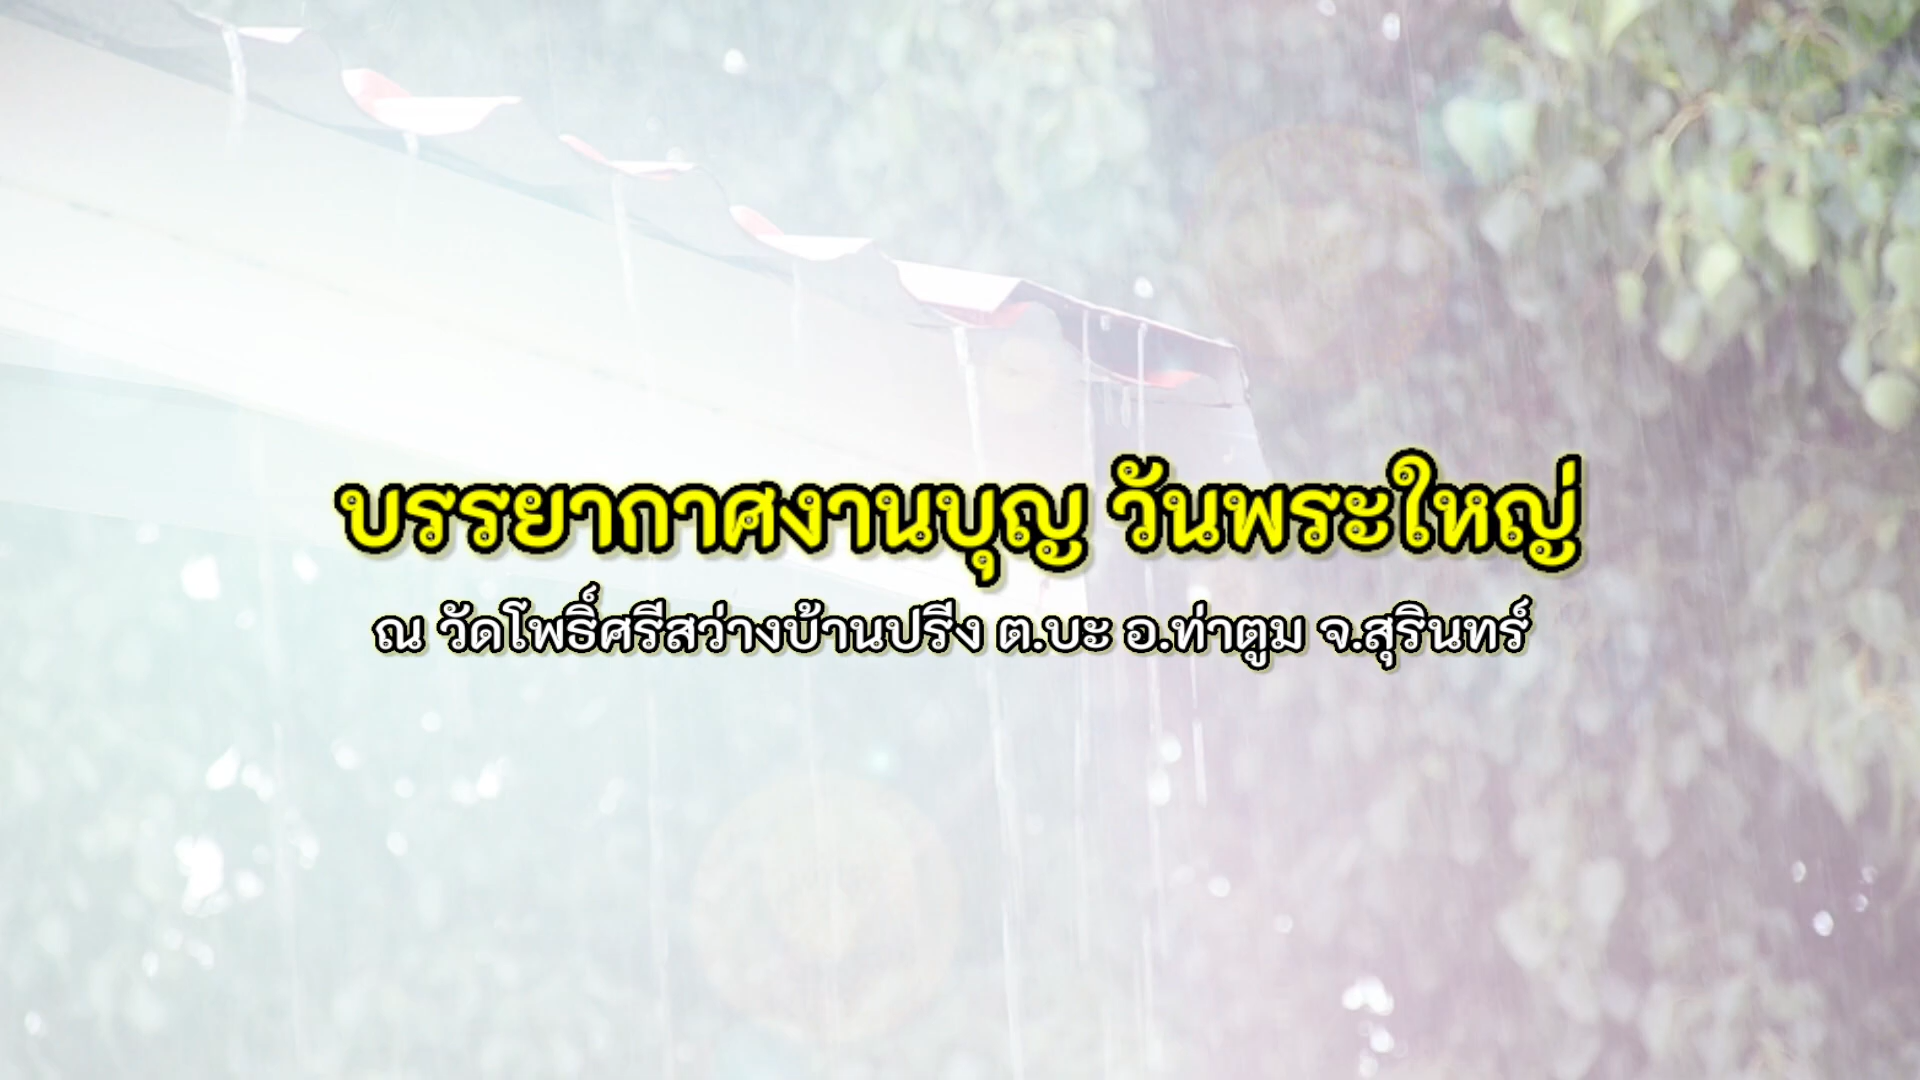 บรรยากาศงานบุญ วันพระใหญ่
ณ วัดโพธิ์ศรีสว่างบ้านปรีง ต.บะ อ.ท่าตูม จ.สุรินทร์